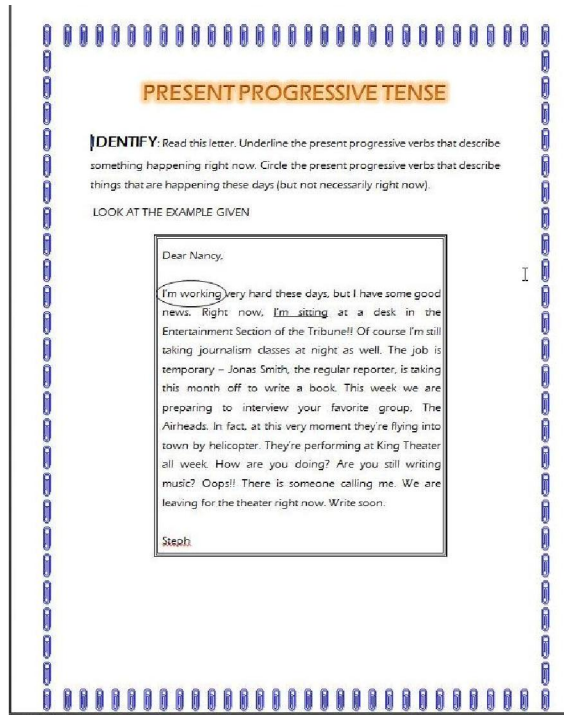 PRESENT PROGRESSIVE TENSE
IDENTIFY: Read this letter. Underline the present progressive verbs that describe
something happening right now. Circle the present progressive verbs that describe
things that are happening these days (but not necessarily right now).
LOOK AT THE EXAMPLE GIVEN
Dear Nancy,
I'm working very hard these days, but I have some good
news. Right now, I'm sitting at a desk in the
Entertainment Section of the Tribune!! Of course I'm still
taking journalism classes at night as well. The job is
temporary – Jonas Smith, the regular reporter, is taking
this month off to write a book. This week we are
preparing to interview your favorite group, The
Airheads. In fact, at this very moment they're flying into
town by helicopter. They're performing at King Theater
all week. How are you doing? Are you still writing
music? Oops!! There is someone calling me. We are
leaving for the theater right now. Write soon.
Steph